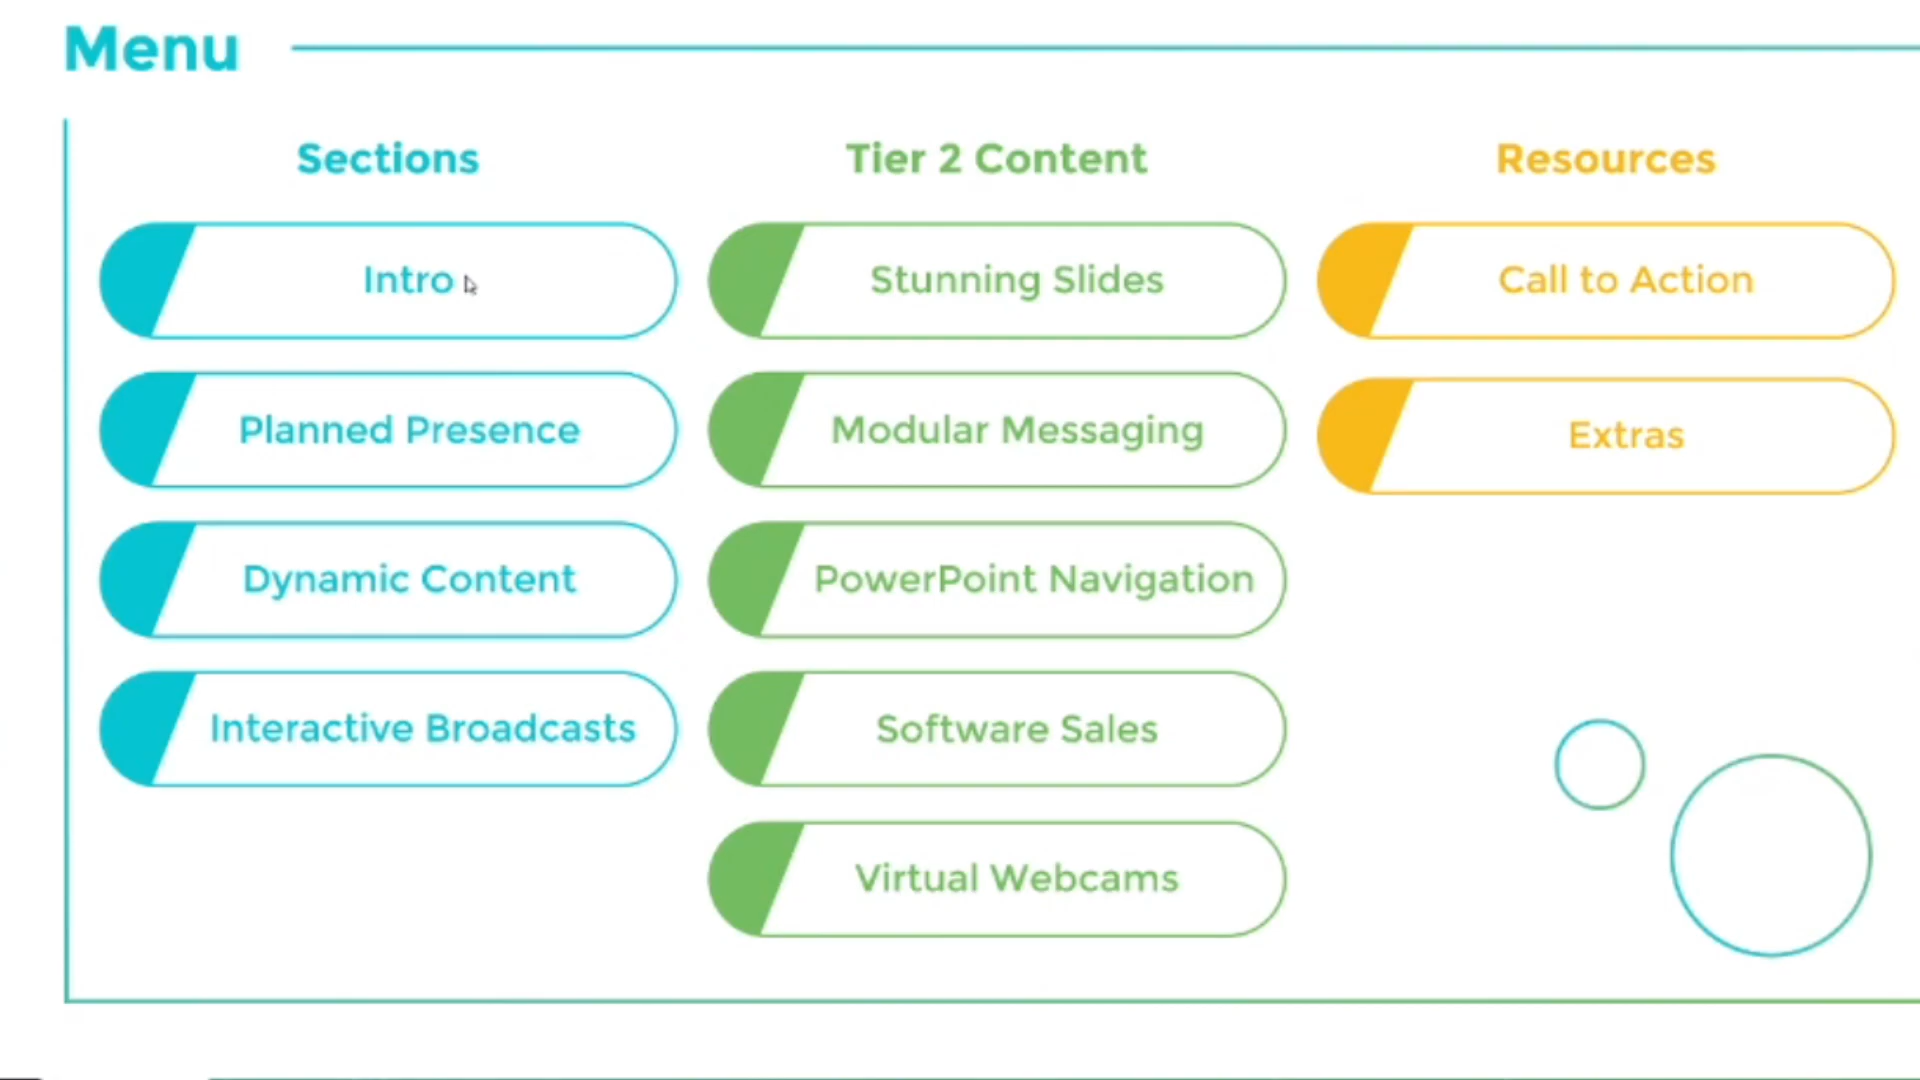 Menu
Sections
Intro
Planned Presence
Dynamic Content
Interactive Broadcasts
Tier 2 Content
Stunning Slides
Modular Messaging
PowerPoint Navigation
Software Sales
Virtual Webcams
Resources
Call to Action
Extras